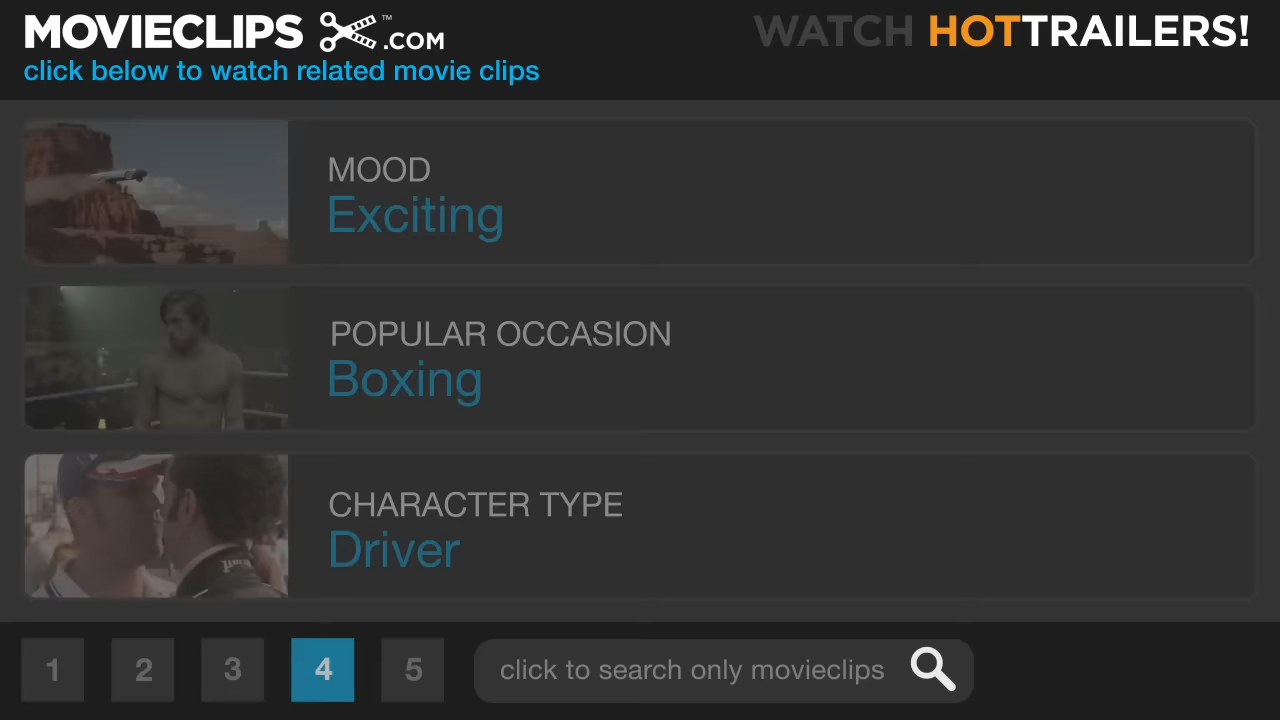 MOVIECLIPS ™ .COM
WATCH HOTTRAILERS!
click below to watch related movie clips
MOOD
Exciting
POPULAR OCCASION
Boxing
CHARACTER TYPE
Driver
1 2 3 4 5 click to search only movieclips